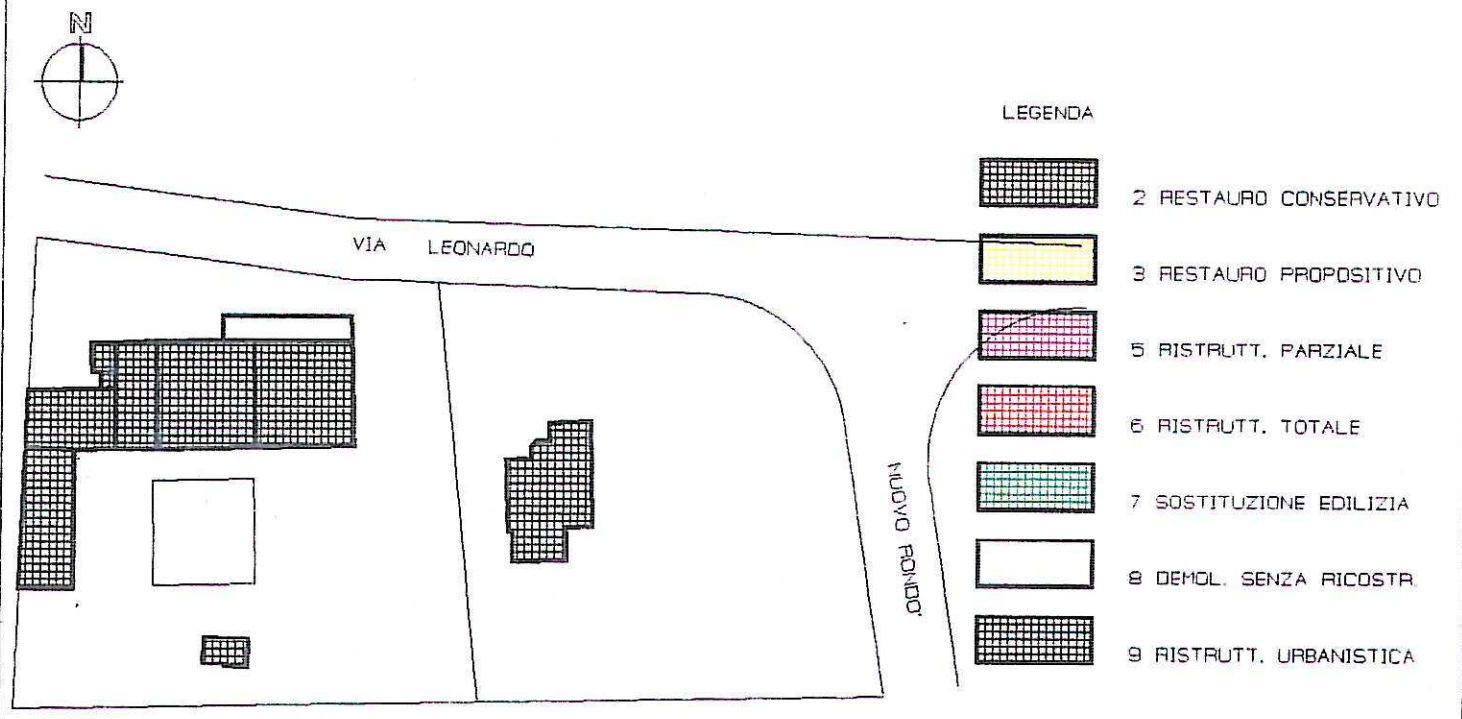 N
LEGENDA
2 RESTAURO CONSERVATIVO
3 RESTAURO PROPOSITIVO
5 RISTRUTT. PARZIALE
6 RISTRUTT. TOTALE
7 SOSTITUZIONE EDILIZIA
8 DEMOL. SENZA RICOSTR.
9 RISTRUTT. URBANISTICA
VIA LEONARDO
NUOVO RONDO'